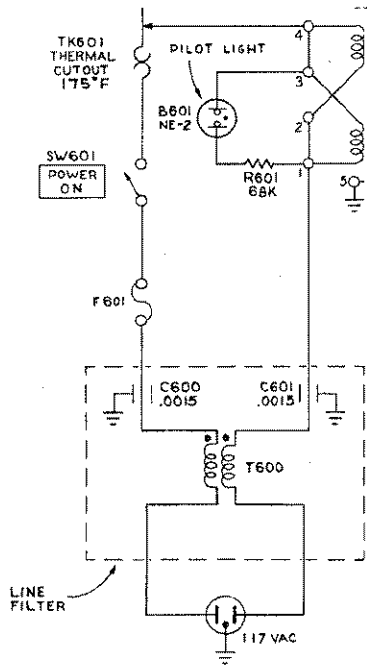 TK601
THERMAL
CUTOUT
175°F
PILOT LIGHT
4
3
B601
NE-2
2
SW601
POWER
ON
R601
68K
1
5
F601
C600
.0015
C601
.0015
T600
LINE
FILTER
117 VAC